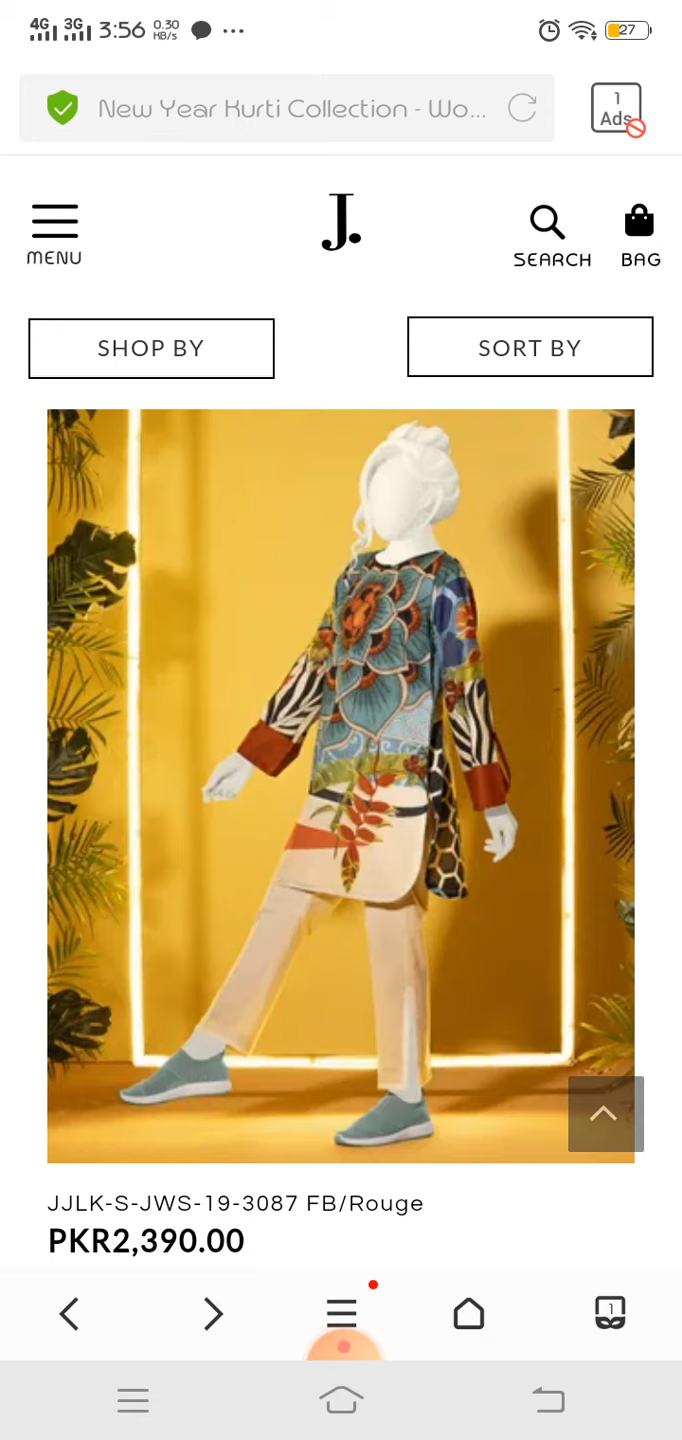 4G 3G 3:56 0.30 KB/s ... 27
New Year Kurti Collection - Wo...
1
Ads
MENU
J.
SEARCH
BAG
SHOP BY
SORT BY
JJLK-S-JWS-19-3087 FB/Rouge
PKR2,390.00
1